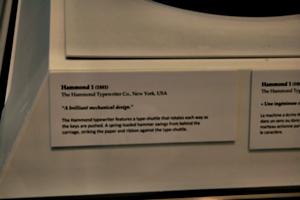 Hammond 1 (1881)
The Hammond Typewriter Co., New York, USA
"A brilliant mechanical design."
The Hammond typewriter features a type-shuttle that rotates each way as
the keys are pushed. A spring-loaded hammer swings from behind the
carriage, striking the paper and ribbon against the type-shuttle.
Hammond 1
The Hammond Typ
« Une ingénieuse
La machine à écrire
dans un sens ou dans
marteau actionné par
le caractère.